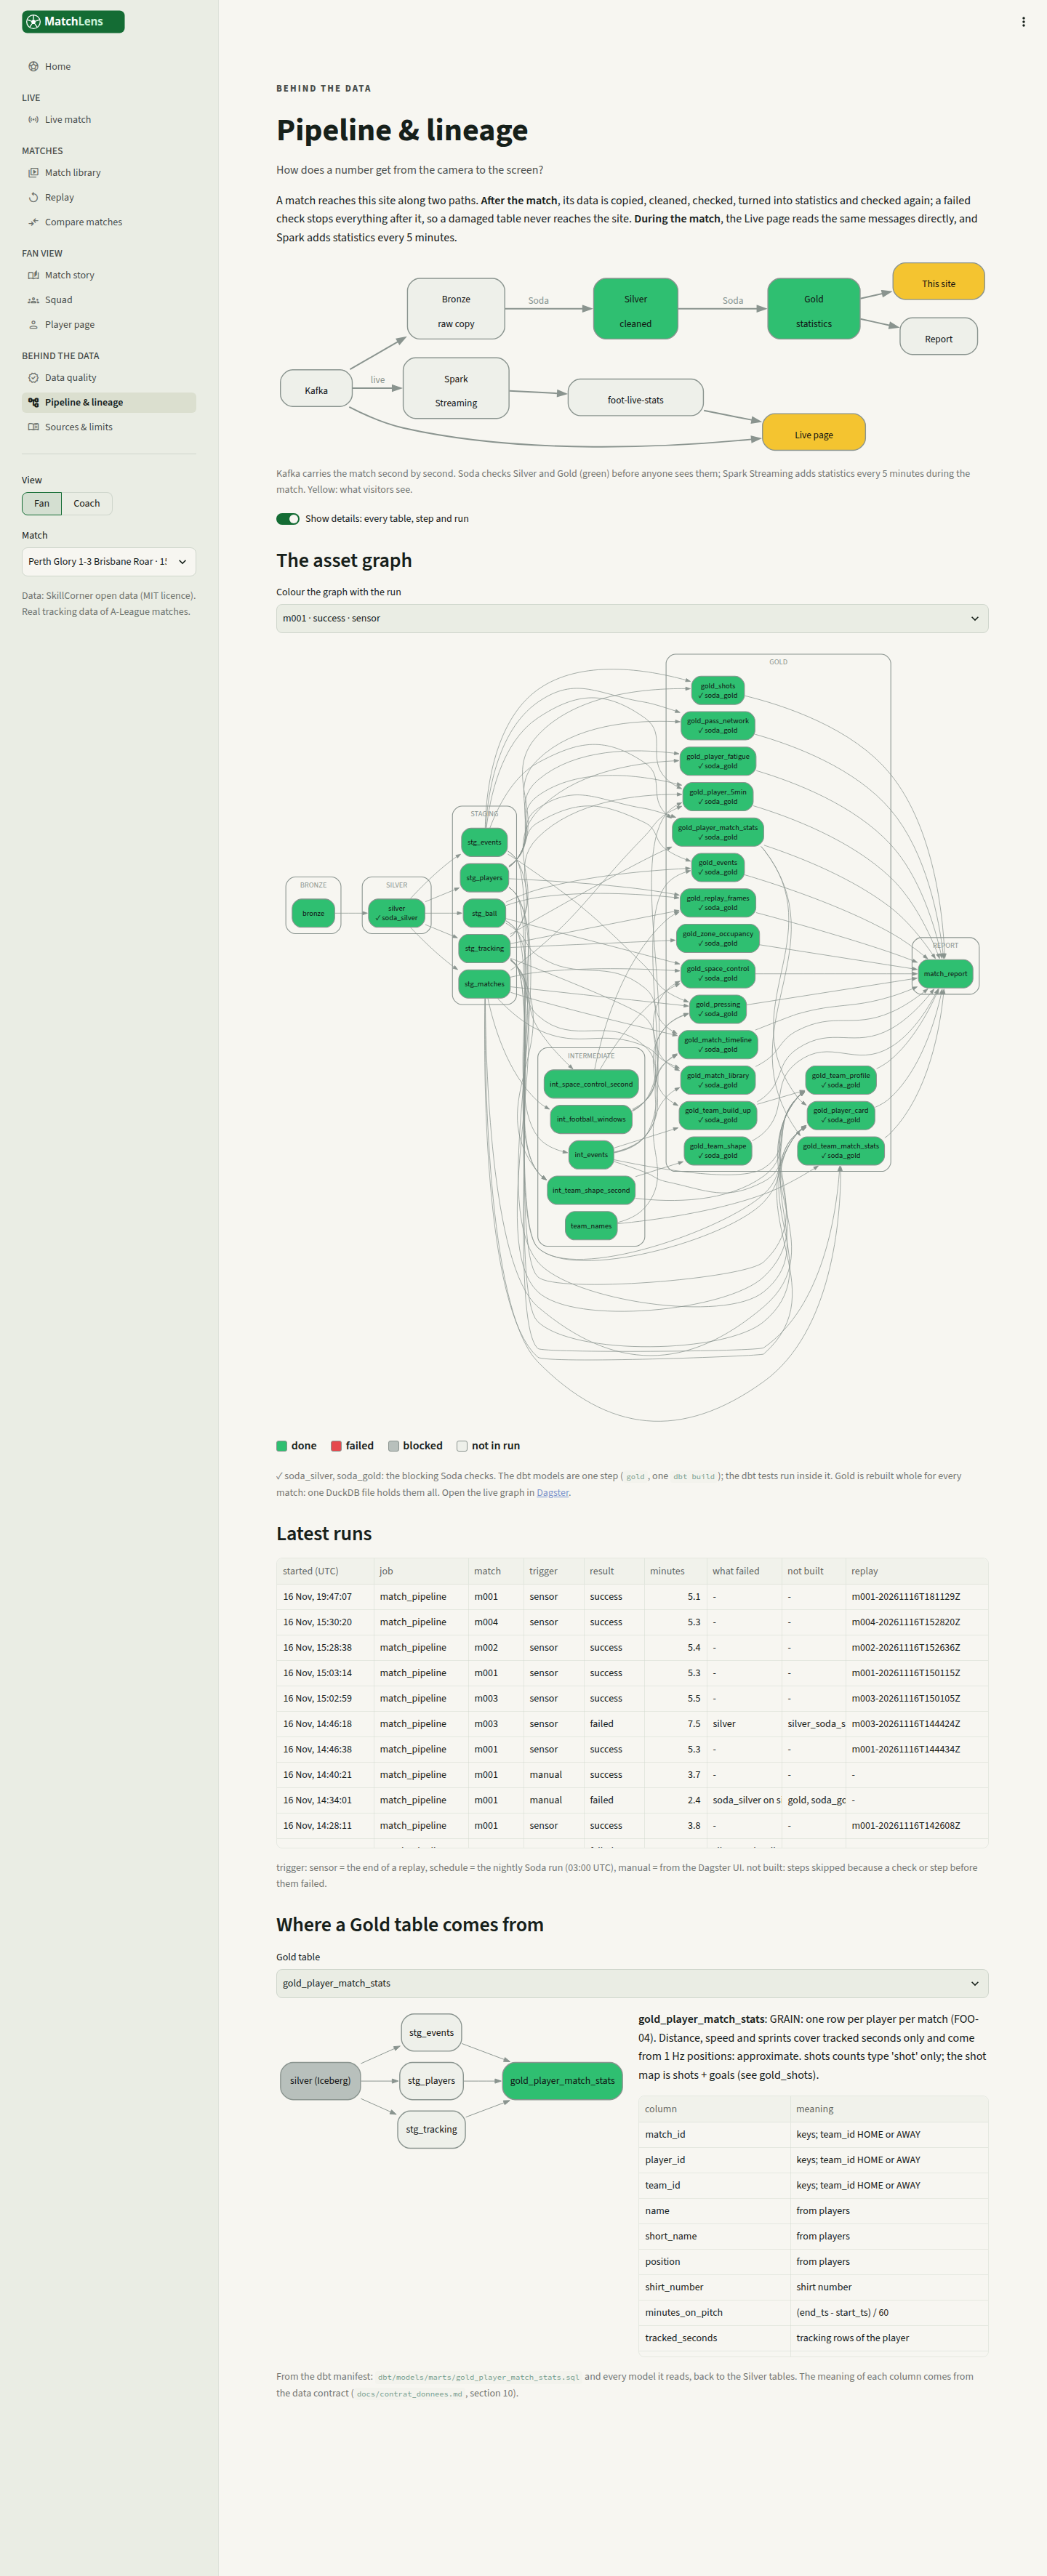 MatchLens
Home
LIVE
Live match
MATCHES
Match library
Replay
Compare matches
FAN VIEW
Match story
Squad
Player page
BEHIND THE DATA
Data quality
Pipeline & lineage
Sources & limits
View
Fan
Coach
Match
Perth Glory 1-3 Brisbane Roar · 1
Data: SkillCorner open data (MIT licence).
Real tracking data of A-League matches.
BEHIND THE DATA
Pipeline & lineage
How does a number get from the camera to the screen?
A match reaches this site along two paths. After the match, its data is copied, cleaned, checked, turned into statistics and checked again; a failed
check stops everything after it, so a damaged table never reaches the site. During the match, the Live page reads the same messages directly, and
Spark adds statistics every 5 minutes.
Kafka
live
Bronze
raw copy
Soda
Silver
cleaned
Soda
Gold
statistics
This site
Report
Spark
Streaming
foot-live-stats
Live page
Kafka carries the match second by second. Soda checks Silver and Gold (green) before anyone sees them; Spark Streaming adds statistics every 5 minutes during the
match. Yellow: what visitors see.
Show details: every table, step and run
The asset graph
Colour the graph with the run
m001 · success · sensor
BRONZE
bronze
SILVER
silver
✓ soda_silver
STAGING
stg_events
stg_players
stg_ball
stg_tracking
stg_matches
INTERMEDIATE
int_space_control_second
int_football_windows
int_events
int_team_shape_second
team_names
GOLD
gold_shots
✓ soda_gold
gold_pass_network
✓ soda_gold
gold_player_fatigue
✓ soda_gold
gold_player_5min
✓ soda_gold
gold_player_match_stats
✓ soda_gold
gold_events
✓ soda_gold
gold_replay_frames
✓ soda_gold
gold_zone_occupancy
✓ soda_gold
gold_space_control
✓ soda_gold
gold_pressing
✓ soda_gold
gold_match_timeline
✓ soda_gold
gold_match_library
✓ soda_gold
gold_team_build_up
✓ soda_gold
gold_team_shape
✓ soda_gold
gold_team_profile
✓ soda_gold
gold_player_card
✓ soda_gold
gold_team_match_stats
✓ soda_gold
REPORT
match_report
done failed blocked not in run
✓ soda_silver, soda_gold: the blocking Soda checks. The dbt models are one step ( gold , one dbt build ); the dbt tests run inside it. Gold is rebuilt whole for every
match: one DuckDB file holds them all. Open the live graph in Dagster.
Latest runs
started (UTC) job match trigger result minutes what failed not built replay
16 Nov, 19:47:07 match_pipeline m001 sensor success 5.1 - - m001-20261116T181129Z
16 Nov, 15:30:20 match_pipeline m004 sensor success 5.3 - - m004-20261116T152820Z
16 Nov, 15:28:38 match_pipeline m002 sensor success 5.4 - - m002-20261116T152636Z
16 Nov, 15:03:14 match_pipeline m001 sensor success 5.3 - - m001-20261116T150115Z
16 Nov, 15:02:59 match_pipeline m003 sensor success 5.5 - - m003-20261116T150105Z
16 Nov, 14:46:18 match_pipeline m003 sensor failed 7.5 silver silver_soda_s m003-20261116T144424Z
16 Nov, 14:46:38 match_pipeline m001 sensor success 5.3 - - m001-20261116T144434Z
16 Nov, 14:40:21 match_pipeline m001 manual success 3.7 - - -
16 Nov, 14:34:01 match_pipeline m001 manual failed 2.4 soda_silver on s gold, soda_go -
16 Nov, 14:28:11 match_pipeline m001 sensor success 3.8 - - m001-20261116T142608Z
trigger: sensor = the end of a replay, schedule = the nightly Soda run (03:00 UTC), manual = from the Dagster UI. not built: steps skipped because a check or step before
them failed.
Where a Gold table comes from
Gold table
gold_player_match_stats
silver (Iceberg)
stg_events
stg_players
stg_tracking
gold_player_match_stats
gold_player_match_stats: GRAIN: one row per player per match (FOO-
04). Distance, speed and sprints cover tracked seconds only and come
from 1 Hz positions: approximate. shots counts type 'shot' only; the shot
map is shots + goals (see gold_shots).
column meaning
match_id keys; team_id HOME or AWAY
player_id keys; team_id HOME or AWAY
team_id keys; team_id HOME or AWAY
name from players
short_name from players
position from players
shirt_number shirt number
minutes_on_pitch (end_ts - start_ts) / 60
tracked_seconds tracking rows of the player
From the dbt manifest: dbt/models/marts/gold_player_match_stats.sql and every model it reads, back to the Silver tables. The meaning of each column comes from
the data contract ( docs/contrat_donnees.md , section 10).